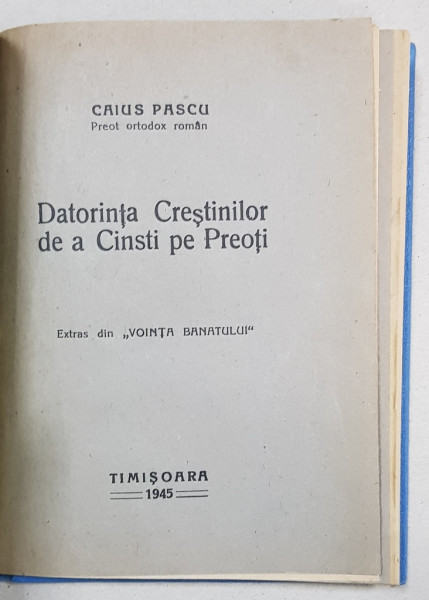 CAIUS PASCU
Preot ortodox român
Datorința Creștinilor
de a Cinsti pe Preoți
Extras din „VOINȚA BANATULUI“
TIMIȘOARA
1945